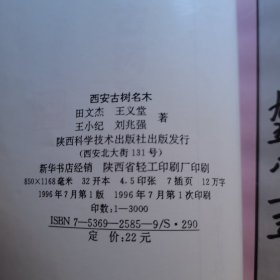 西安古树名木
田文杰 王义堂
王小纪 刘兆强 著
陕西科学技术出版社出版发行
(西安北大街131号)
新华书店经销 陕西省轻工印刷厂印刷
850×1168毫米 32开本 4.5印张 7插页 12万字
1996年7月第1版 1996年7月第1次印刷
印数:1—3000
ISBN 7—5369—2585—9/S·290
定 价:22元